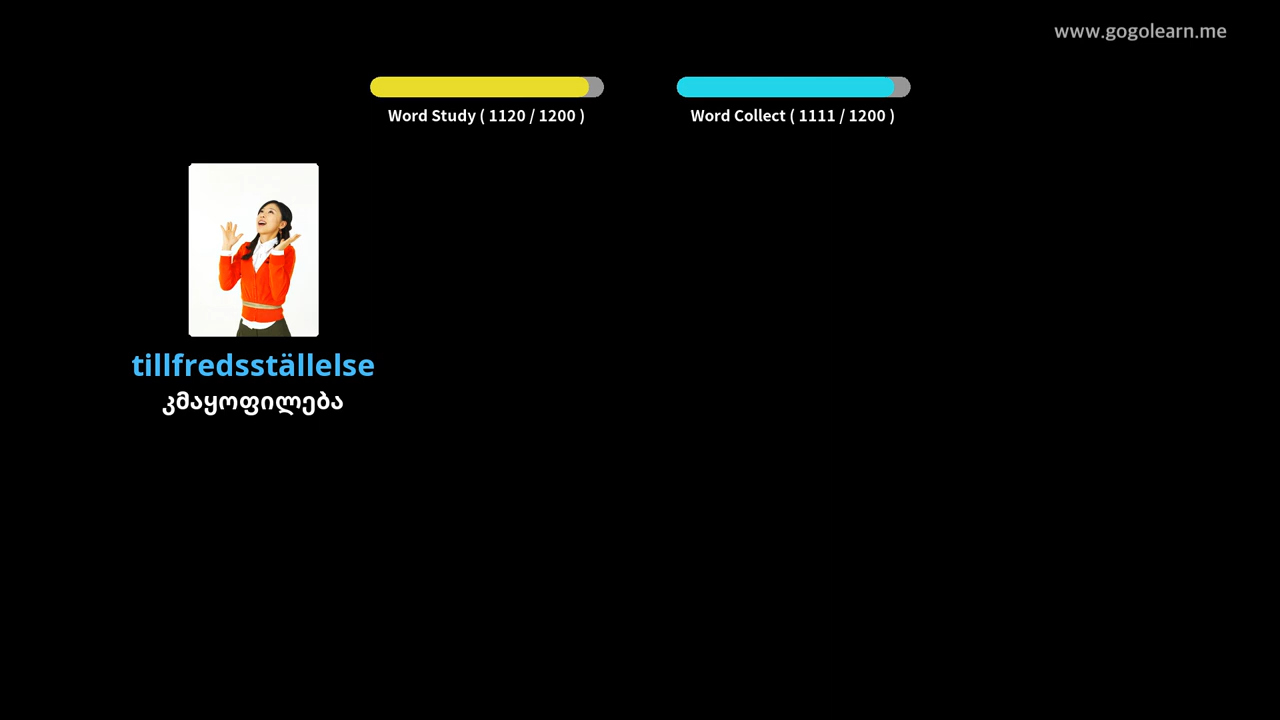 www.gogolearn.me
Word Study ( 1120 / 1200 )
Word Collect ( 1111 / 1200 )
tillfredsställelse
კმაყოფილება